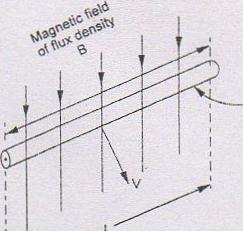 Magnetic field
of flux density
B
V